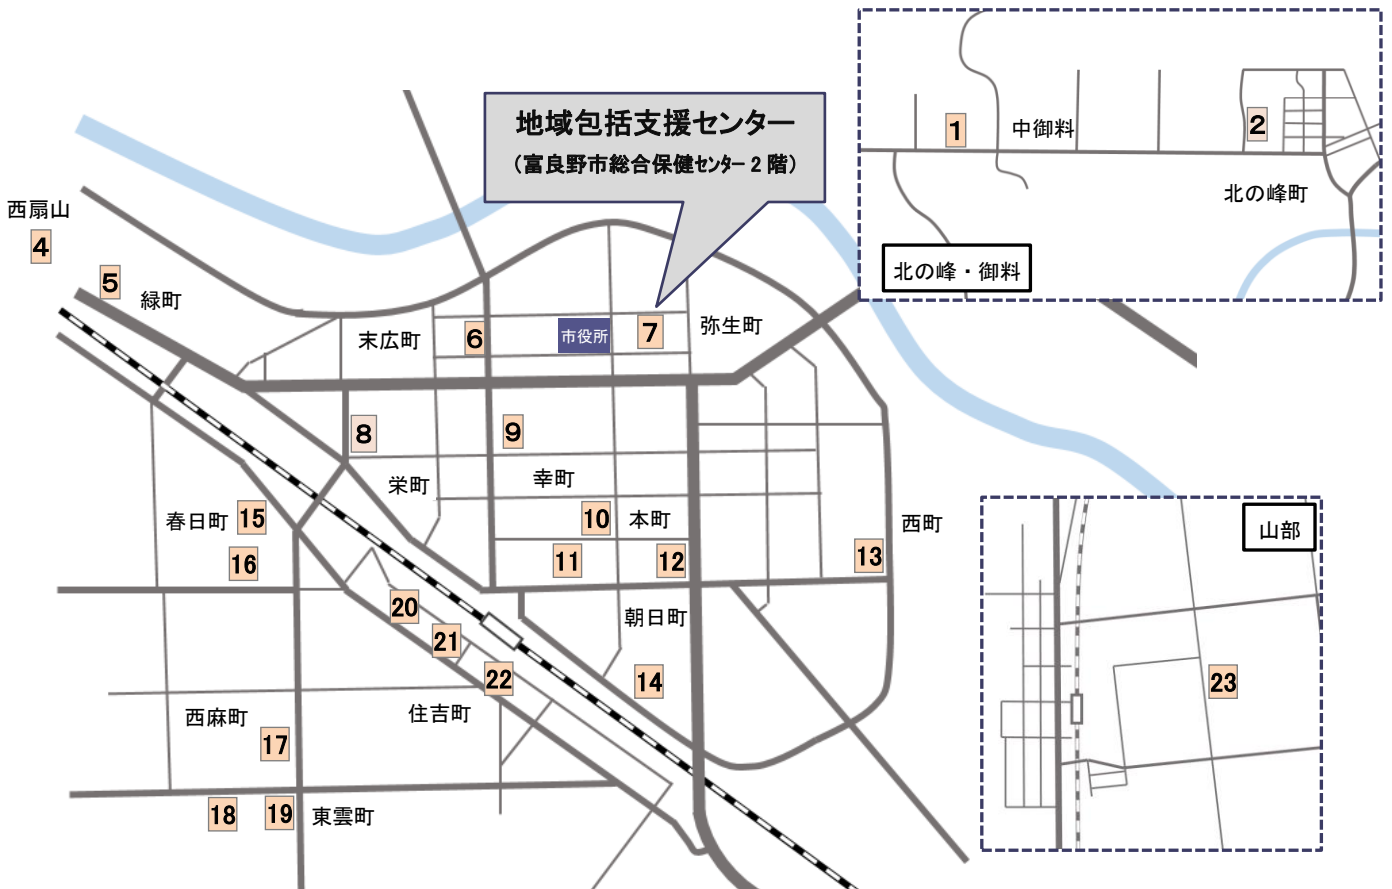 地域包括支援センター
（富良野市総合保健センター２階）
1
中御料
2
北の峰町
北の峰・御料
西扇山
4
5
緑町
末広町
6
市役所
7
弥生町
8
9
栄町
幸町
春日町
15
10
本町
西町
16
11
12
13
20
朝日町
21
22
14
西麻町
住吉町
17
18
19
東雲町
山部
23